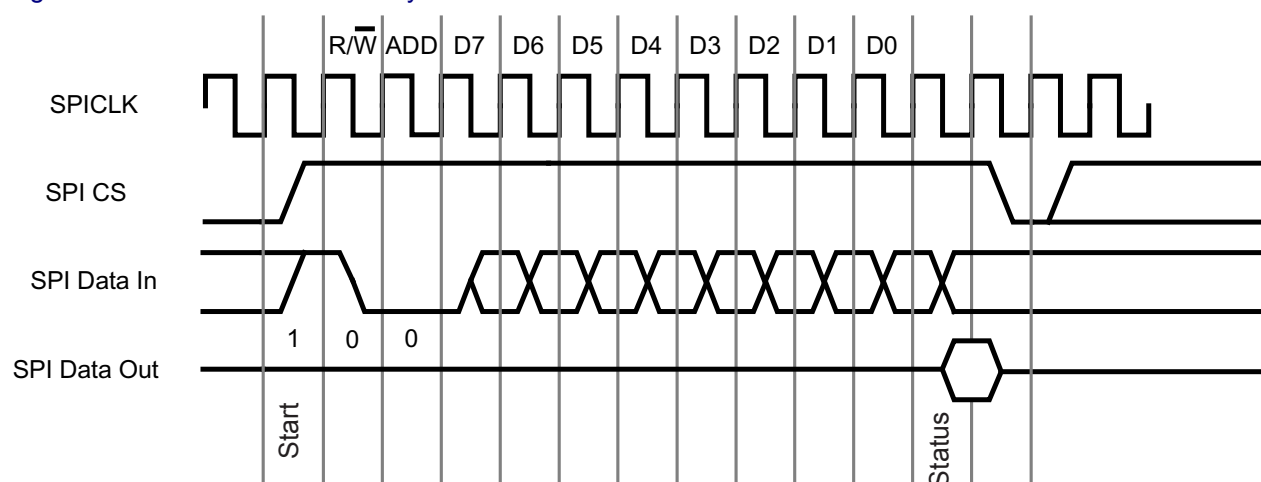 R/W ADD D7 D6 D5 D4 D3 D2 D1 D0
SPICLK
SPI CS
SPI Data In
1 0 0
SPI Data Out
Start
Status